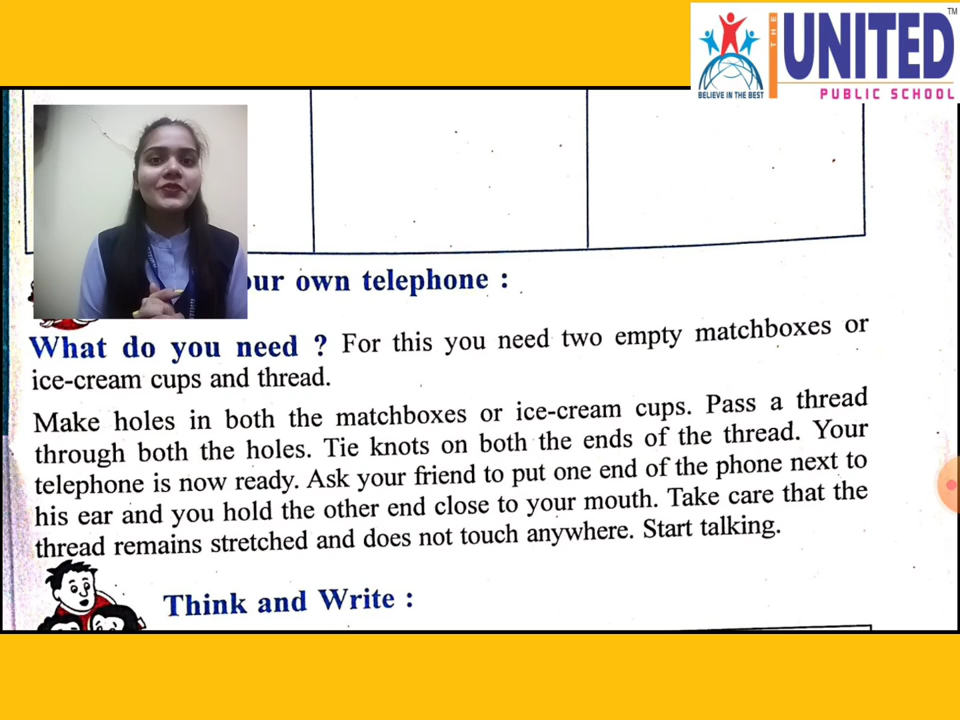 TM
THE UNITED
BELIEVE IN THE BEST
PUBLIC SCHOOL
our own telephone :
What do you need ? For this you need two empty matchboxes or
ice-cream cups and thread.
Make holes in both the matchboxes or ice-cream cups. Pass a thread
through both the holes. Tie knots on both the ends of the thread. Your
telephone is now ready. Ask your friend to put one end of the phone next to
his ear and you hold the other end close to your mouth. Take care that the
thread remains stretched and does not touch anywhere. Start talking.
Think and Write :